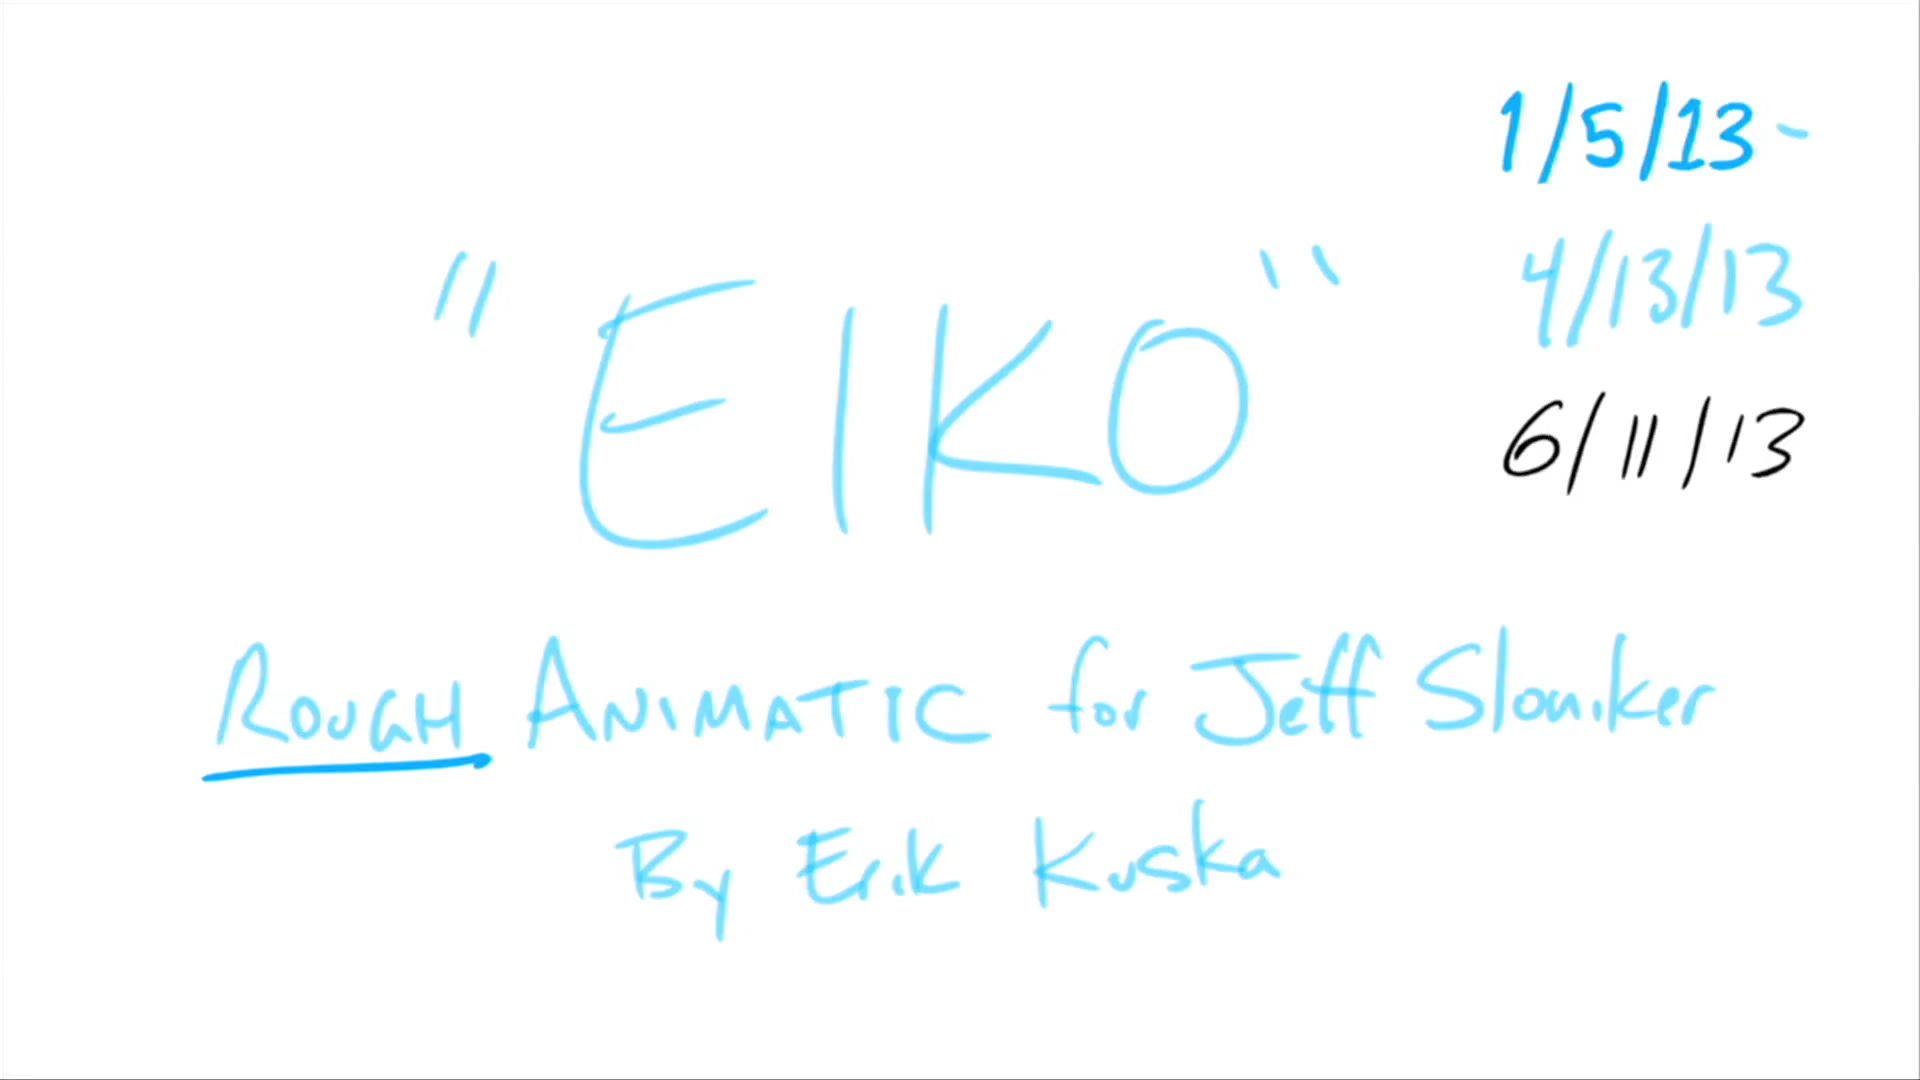 1/5/13 -
4/13/13
6/11/13
"EIKO"
ROUGH ANIMATIC for Jeff Sloniker
By Erik Kuska